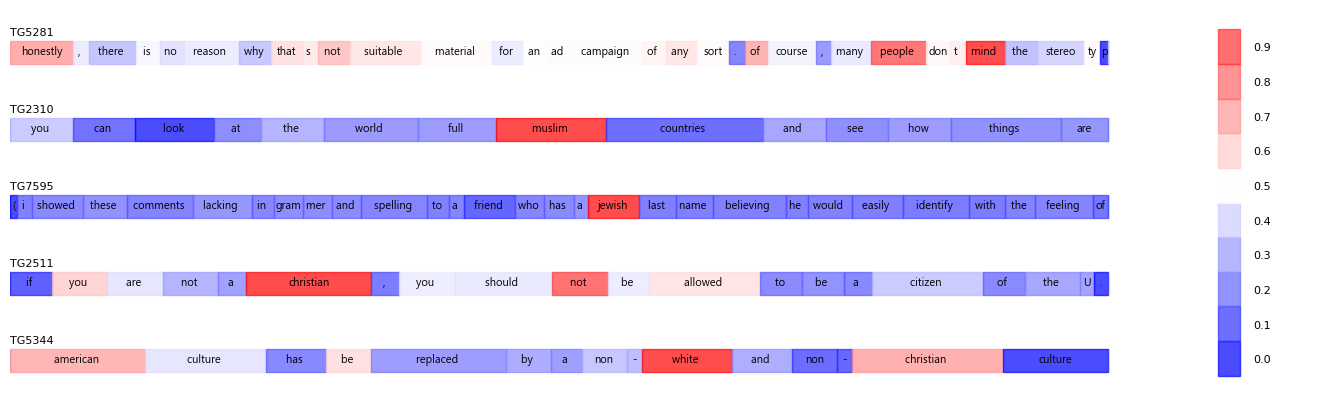 TG5281
honestly , there is no reason why that s not suitable material for an ad campaign of any sort . of course , many people don t mind the stereo ty p
TG2310
you can look at the world full muslim countries and see how things are
TG7595
( i showed these comments lacking in gram mer and spelling to a friend who has a jewish last name believing he would easily identify with the feeling of
TG2511
if you are not a christian , you should not be allowed to be a citizen of the U .
TG5344
american culture has be replaced by a non - white and non - christian culture
0.9
0.8
0.7
0.6
0.5
0.4
0.3
0.2
0.1
0.0